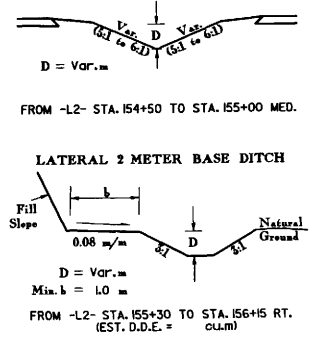 Var. D Var.
(5:1 to 6:1) (5:1 to 6:1)
D = Var.m
FROM -L2- STA. 154+50 TO STA. 155+00 MED.
LATERAL 2 METER BASE DITCH
b
Fill
Slope
0.08 m/m
3:1
D
3:1
Natural
Ground
D = Var.m
Min. b = 1.0 m
FROM -L2- STA. 155+30 TO STA. 156+15 RT.
(EST. D.D.E. = cu.m)